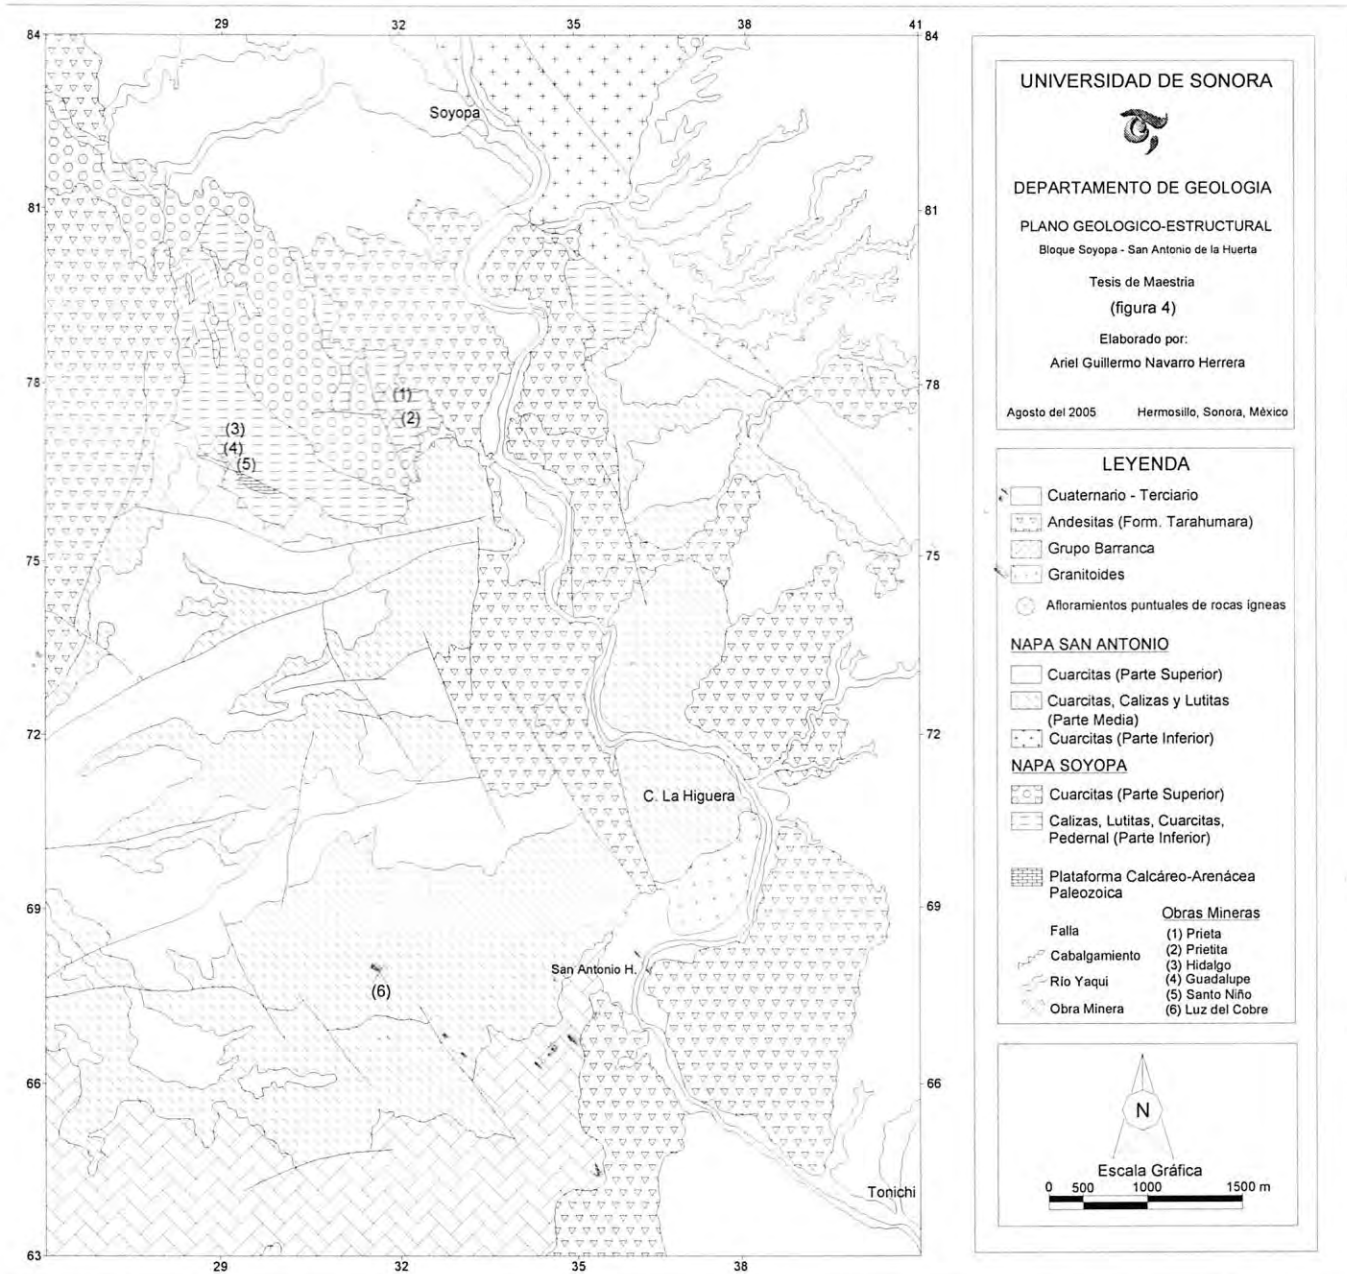 29 32 35 38 41
84 84
Soyopa
81 81
78 78
(1)
(2)
(3)
(4)
(5)
75 75
72 72
C. La Higuera
69 69
San Antonio H.
(6)
66 66
Tonichi
63 63
29 32 35 38
UNIVERSIDAD DE SONORA
DEPARTAMENTO DE GEOLOGIA
PLANO GEOLOGICO-ESTRUCTURAL
Bloque Soyopa - San Antonio de la Huerta
Tesis de Maestria
(figura 4)
Elaborado por:
Ariel Guillermo Navarro Herrera
Agosto del 2005 Hermosillo, Sonora, Mèxico
LEYENDA
Cuaternario - Terciario
Andesitas (Form. Tarahumara)
Grupo Barranca
Granitoides
Afloramientos puntuales de rocas ígneas
NAPA SAN ANTONIO
Cuarcitas (Parte Superior)
Cuarcitas, Calizas y Lutitas
(Parte Media)
Cuarcitas (Parte Inferior)
NAPA SOYOPA
Cuarcitas (Parte Superior)
Calizas, Lutitas, Cuarcitas,
Pedernal (Parte Inferior)
Plataforma Calcáreo-Arenácea
Paleozoica
Falla
Cabalgamiento
Río Yaqui
Obra Minera
Obras Mineras
(1) Prieta
(2) Prietita
(3) Hidalgo
(4) Guadalupe
(5) Santo Niño
(6) Luz del Cobre
N
Escala Gráfica
0 500 1000 1500 m